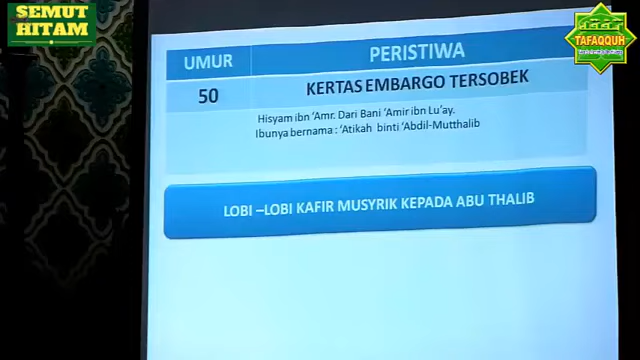 SEMUT
HITAM
TAFAQQUH
UMUR
PERISTIWA
50
KERTAS EMBARGO TERSOBEK
Hisyam ibn ‘Amr. Dari Bani ‘Amir ibn Lu’ay.
Ibunya bernama : ‘Atikah binti ‘Abdil-Mutthalib
LOBI –LOBI KAFIR MUSYRIK KEPADA ABU THALIB